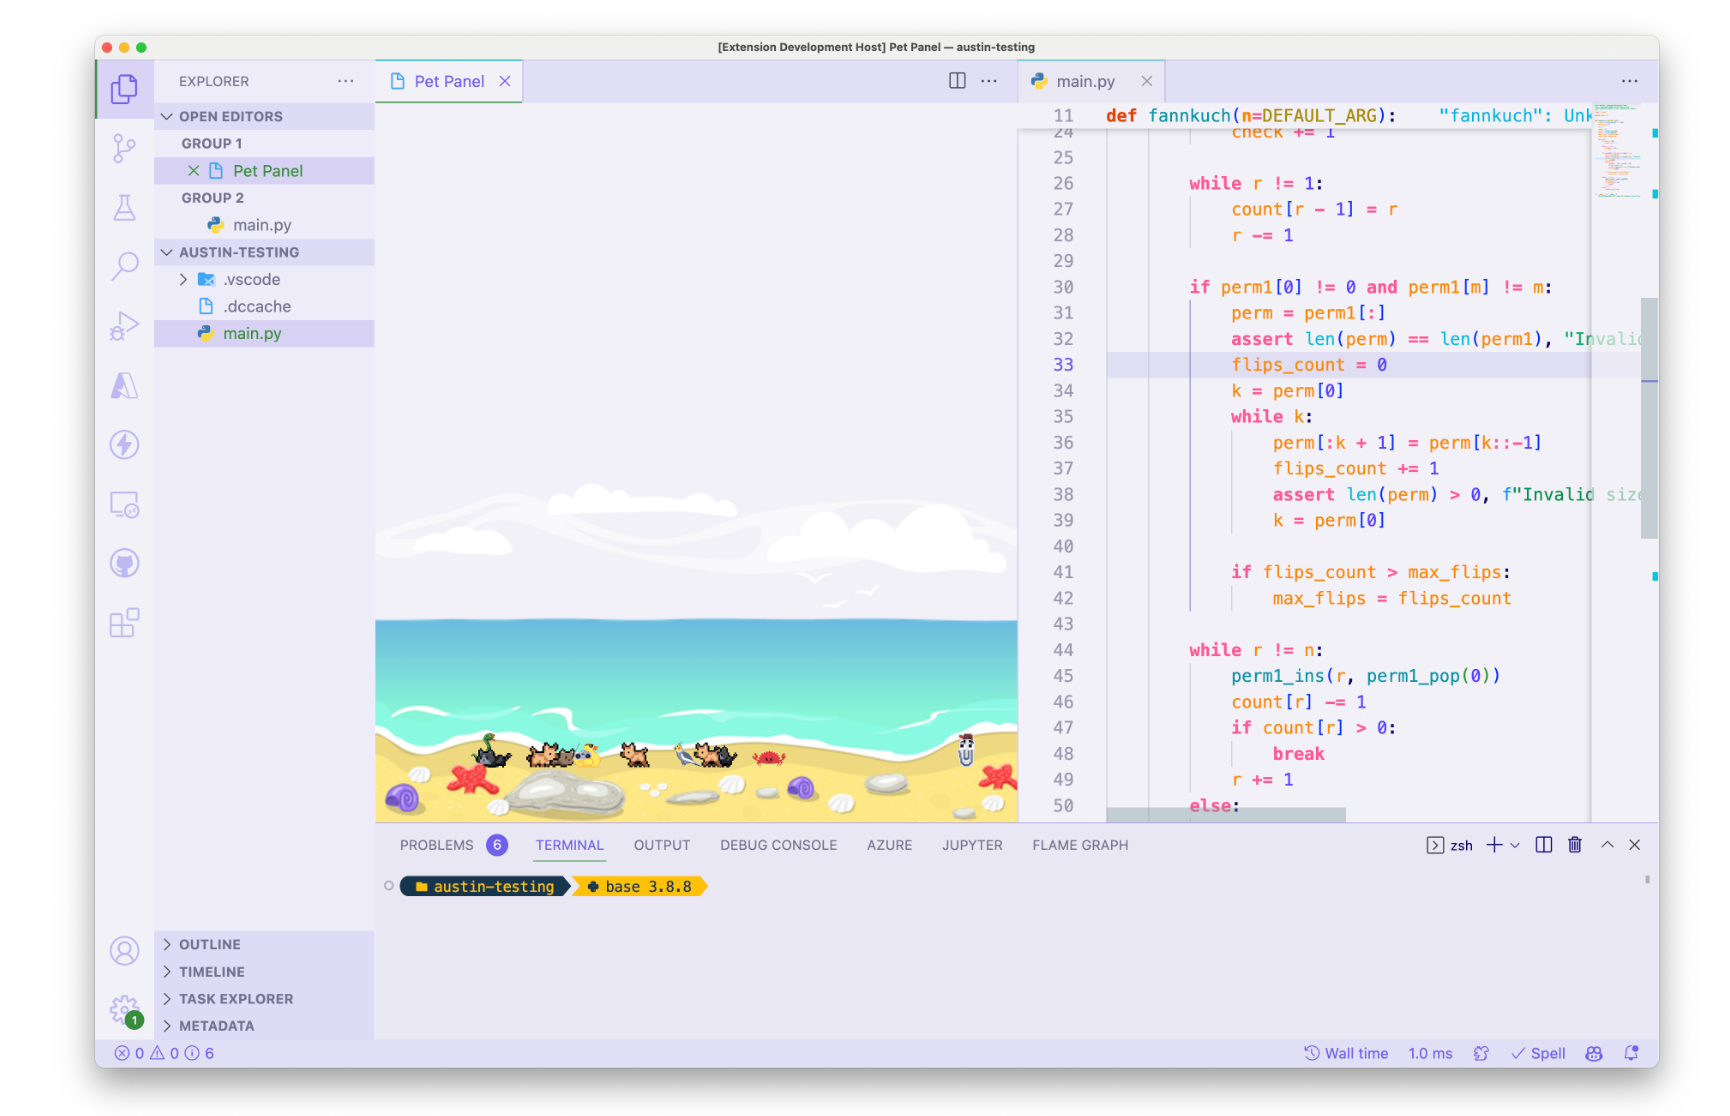 [Extension Development Host] Pet Panel — austin-testing
EXPLORER
OPEN EDITORS
GROUP 1
Pet Panel
GROUP 2
main.py
AUSTIN-TESTING
.vscode
.dccache
main.py
OUTLINE
TIMELINE
TASK EXPLORER
METADATA
Pet Panel
main.py
11 def fannkuch(n=DEFAULT_ARG): "fannkuch": Unk
24 check += 1
25
26 while r != 1:
27 count[r - 1] = r
28 r -= 1
29
30 if perm1[0] != 0 and perm1[m] != m:
31 perm = perm1[:]
32 assert len(perm) == len(perm1), "Invalid
33 flips_count = 0
34 k = perm[0]
35 while k:
36 perm[:k + 1] = perm[k::-1]
37 flips_count += 1
38 assert len(perm) > 0, f"Invalid size
39 k = perm[0]
40
41 if flips_count > max_flips:
42 max_flips = flips_count
43
44 while r != n:
45 perm1_ins(r, perm1_pop(0))
46 count[r] -= 1
47 if count[r] > 0:
48 break
49 r += 1
50 else:
PROBLEMS 6 TERMINAL OUTPUT DEBUG CONSOLE AZURE JUPYTER FLAME GRAPH zsh
austin-testing base 3.8.8
1
0 0 6 Wall time 1.0 ms Spell